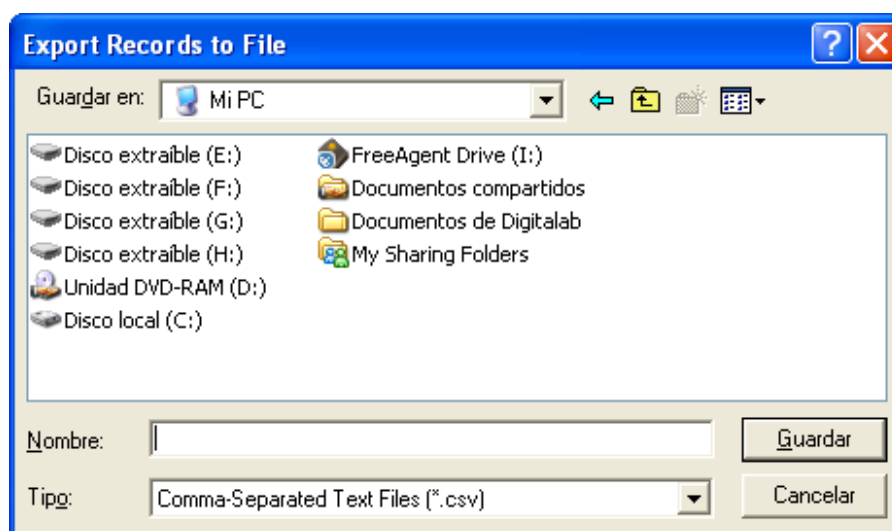 Export Records to File
Guardar en: Mi PC
Disco extraíble (E:)
Disco extraíble (F:)
Disco extraíble (G:)
Disco extraíble (H:)
Unidad DVD-RAM (D:)
Disco local (C:)
FreeAgent Drive (I:)
Documentos compartidos
Documentos de Digitalab
My Sharing Folders
Nombre: Guardar
Tipo: Comma-Separated Text Files (*.csv) Cancelar